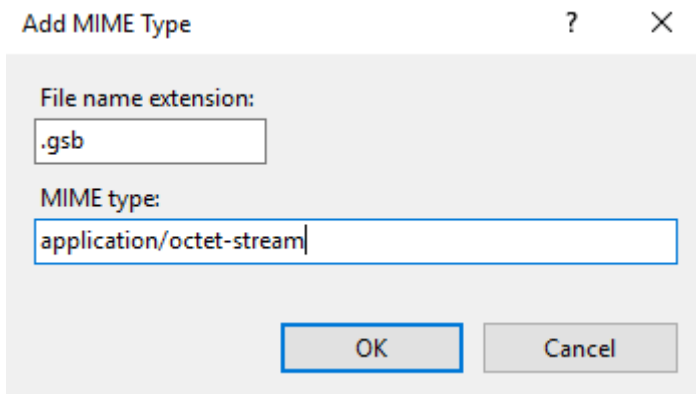 Add MIME Type ?
File name extension:
.gsb
MIME type:
application/octet-stream
OK Cancel